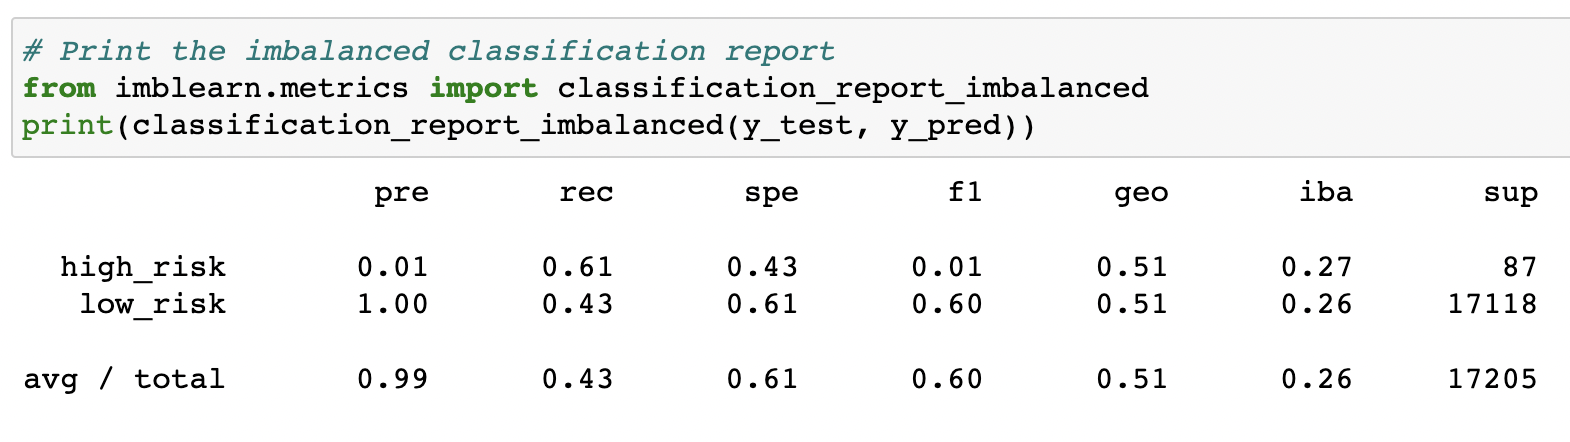 # Print the imbalanced classification report
from imblearn.metrics import classification_report_imbalanced
print(classification_report_imbalanced(y_test, y_pred))
pre rec spe f1 geo iba sup
high_risk 0.01 0.61 0.43 0.01 0.51 0.27 87
low_risk 1.00 0.43 0.61 0.60 0.51 0.26 17118
avg / total 0.99 0.43 0.61 0.60 0.51 0.26 17205